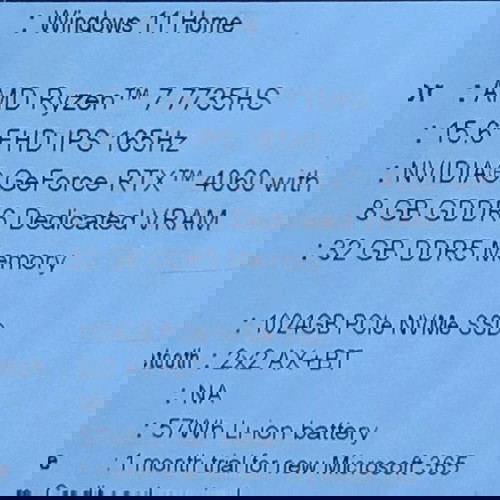 : Windows 11 Home
r : AMD Ryzen™ 7 7735HS
: 15.6 FHD IPS 165Hz
: NVIDIA® GeForce RTX™ 4060 with
8 GB GDDR6 Dedicated VRAM
: 32 GB DDR5 Memory
: 1024GB PCIe NVMe SSD
tooth : 2x2 AX+BT
: NA
: 57Wh Li-ion battery
e : 1 month trial for new Microsoft 365